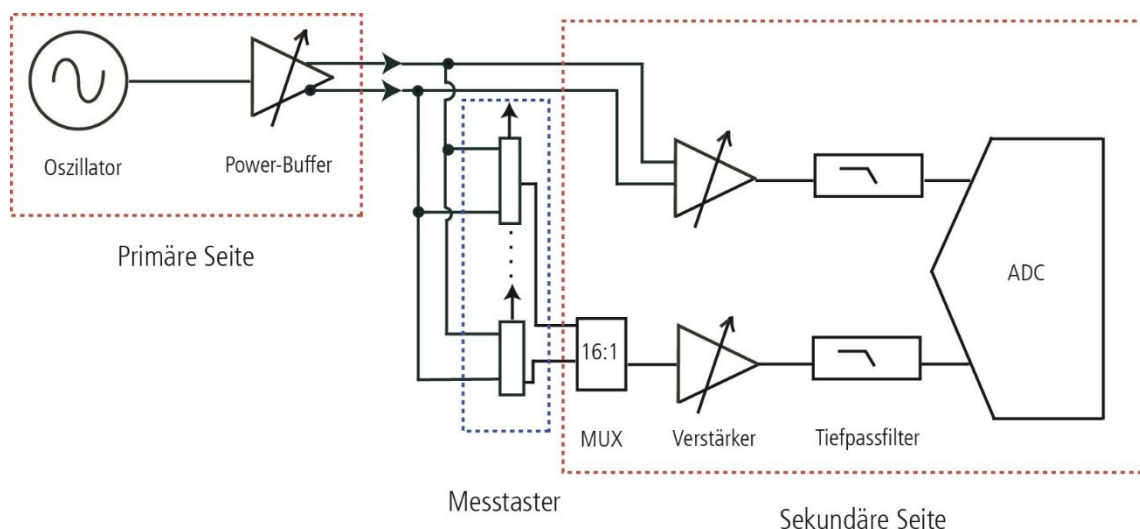 Oszillator
Power-Buffer
Primäre Seite
ADC
16:1
MUX
Verstärker
Tiefpassfilter
Messtaster
Sekundäre Seite